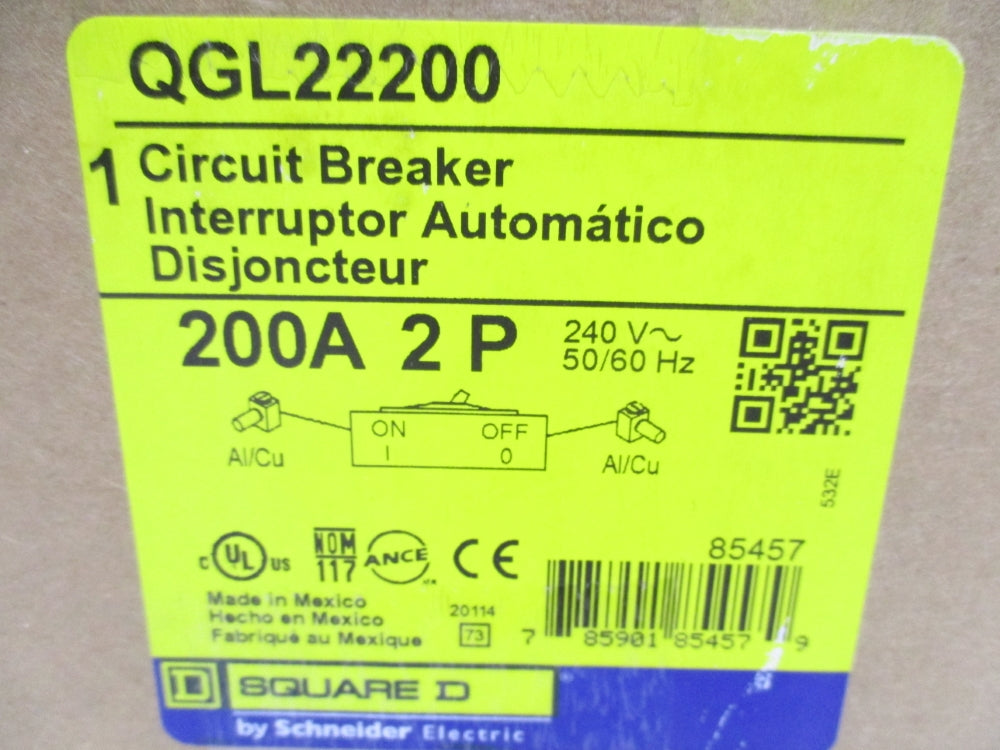 QGL22200
1 Circuit Breaker
Interruptor Automático
Disjoncteur
200A 2 P
240 V~
50/60 Hz
ON OFF
I 0
Al/Cu Al/Cu
532E
c UL US NOM 117 ANCE CE
85457
Made in Mexico
Hecho en Mexico
Fabriqué au Mexique
20114
73
7 85901 85457 9
D SQUARE D
by Schneider Electric